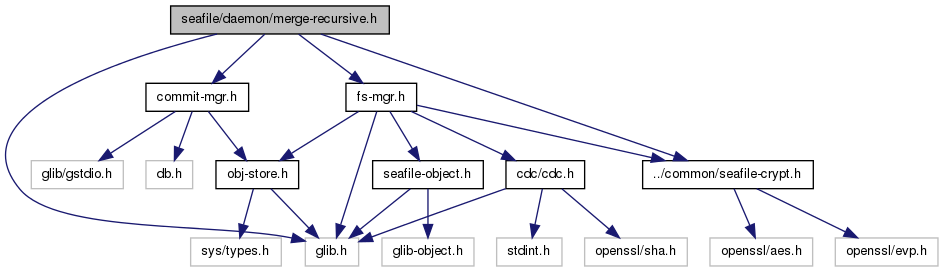 seafile/daemon/merge-recursive.h
commit-mgr.h
fs-mgr.h
glib/gstdio.h
db.h
obj-store.h
seafile-object.h
cdc/cdc.h
../common/seafile-crypt.h
sys/types.h
glib.h
glib-object.h
stdint.h
openssl/sha.h
openssl/aes.h
openssl/evp.h